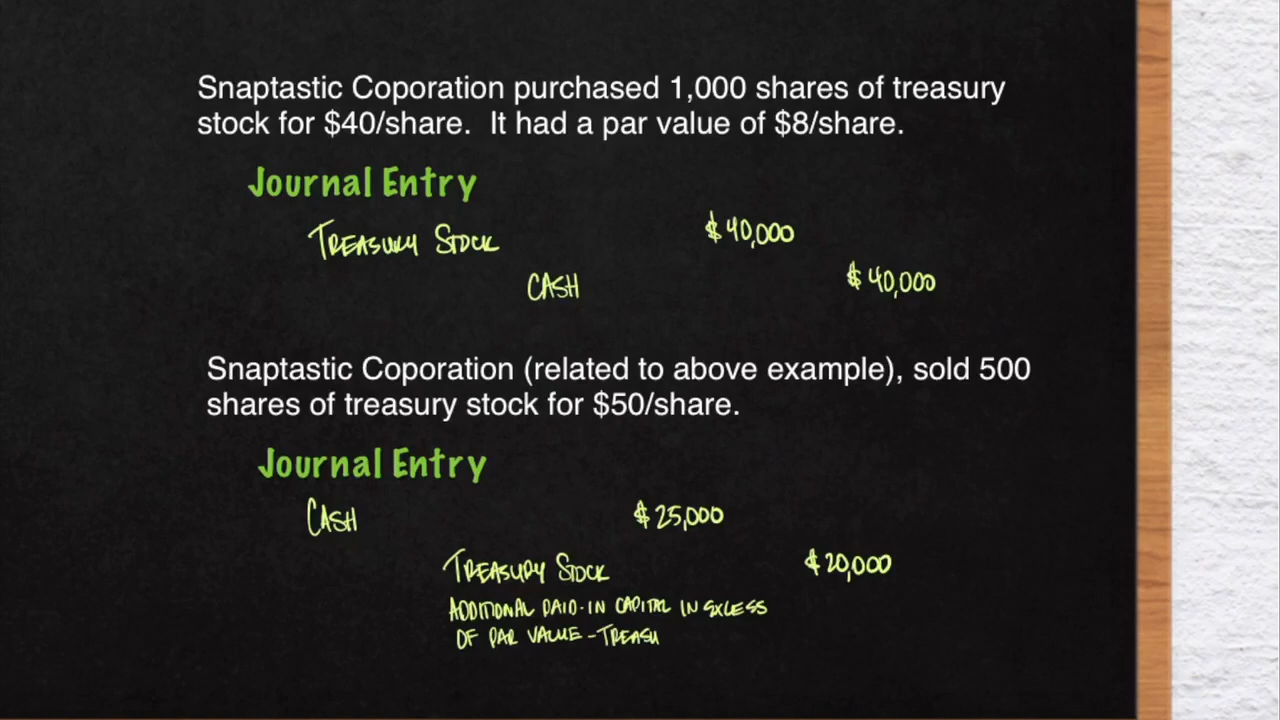 Snaptastic Coporation purchased 1,000 shares of treasury
stock for $40/share. It had a par value of $8/share.
Journal Entry
TREASURY STOCK $40,000
CASH $40,000
Snaptastic Coporation (related to above example), sold 500
shares of treasury stock for $50/share.
Journal Entry
CASH $25,000
TREASURY STOCK $20,000
ADDITIONAL PAID-IN CAPITAL IN EXCESS
OF PAR VALUE - TREASU